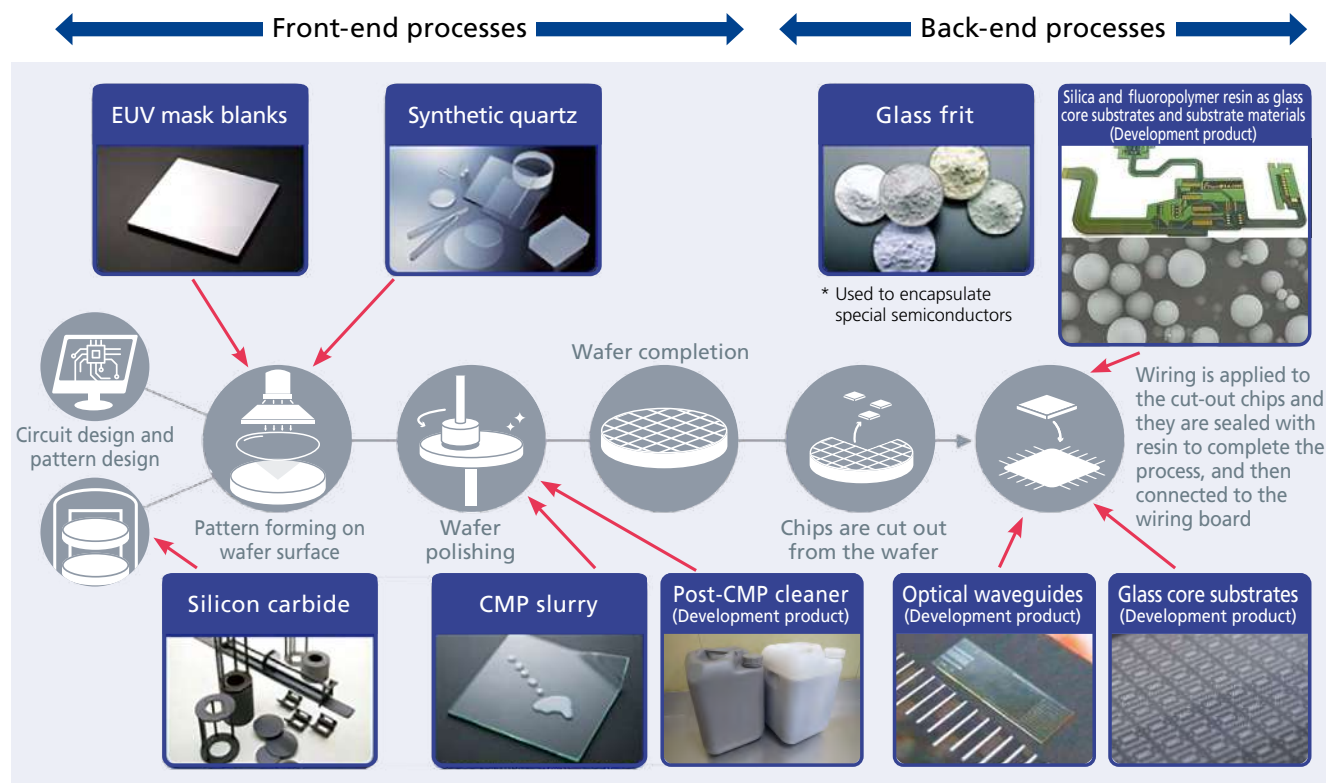 Front-end processes
Back-end processes
EUV mask blanks
Synthetic quartz
Glass frit
Silica and fluoropolymer resin as glass
core substrates and substrate materials
(Development product)
* Used to encapsulate
special semiconductors
Wafer completion
Circuit design and
pattern design
Pattern forming on
wafer surface
Wafer
polishing
Chips are cut out
from the wafer
Wiring is applied to
the cut-out chips and
they are sealed with
resin to complete the
process, and then
connected to the
wiring board
Silicon carbide
CMP slurry
Post-CMP cleaner
(Development product)
Optical waveguides
(Development product)
Glass core substrates
(Development product)